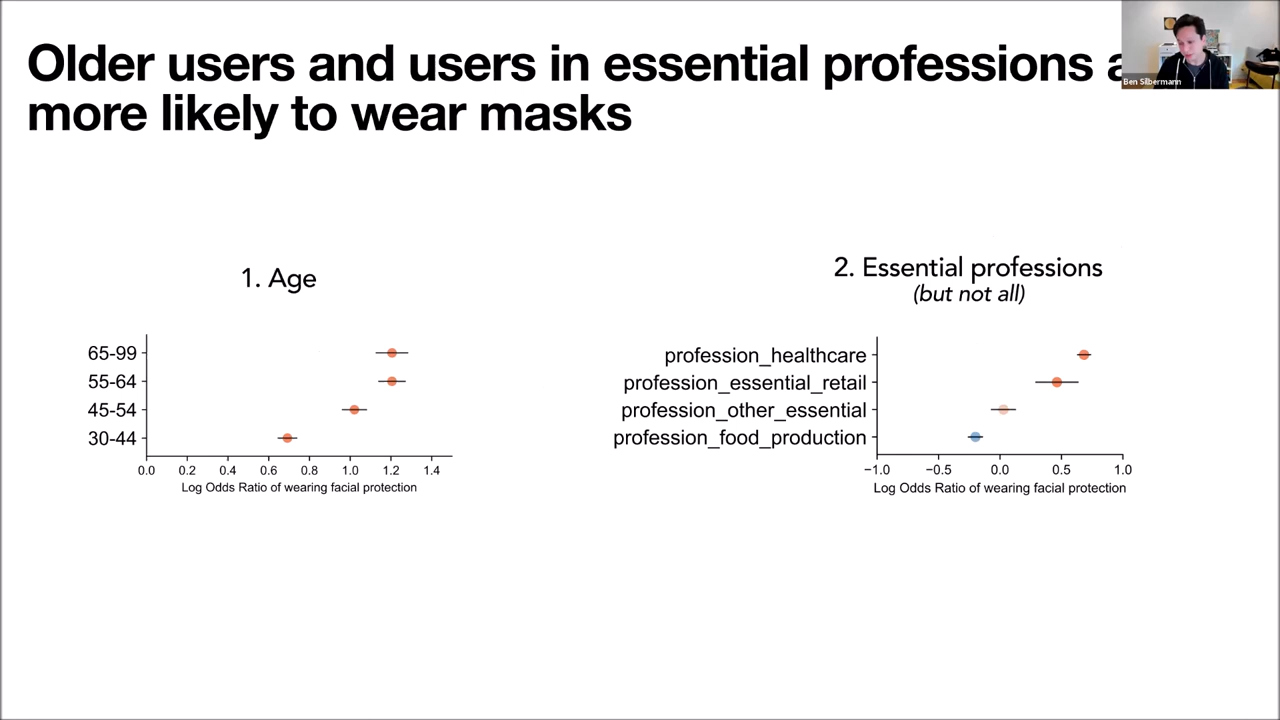 Older users and users in essential professions a
more likely to wear masks
Ben Silbermann
1. Age
65-99
55-64
45-54
30-44
0.0 0.2 0.4 0.6 0.8 1.0 1.2 1.4
Log Odds Ratio of wearing facial protection
2. Essential professions
(but not all)
profession_healthcare
profession_essential_retail
profession_other_essential
profession_food_production
−1.0 −0.5 0.0 0.5 1.0
Log Odds Ratio of wearing facial protection